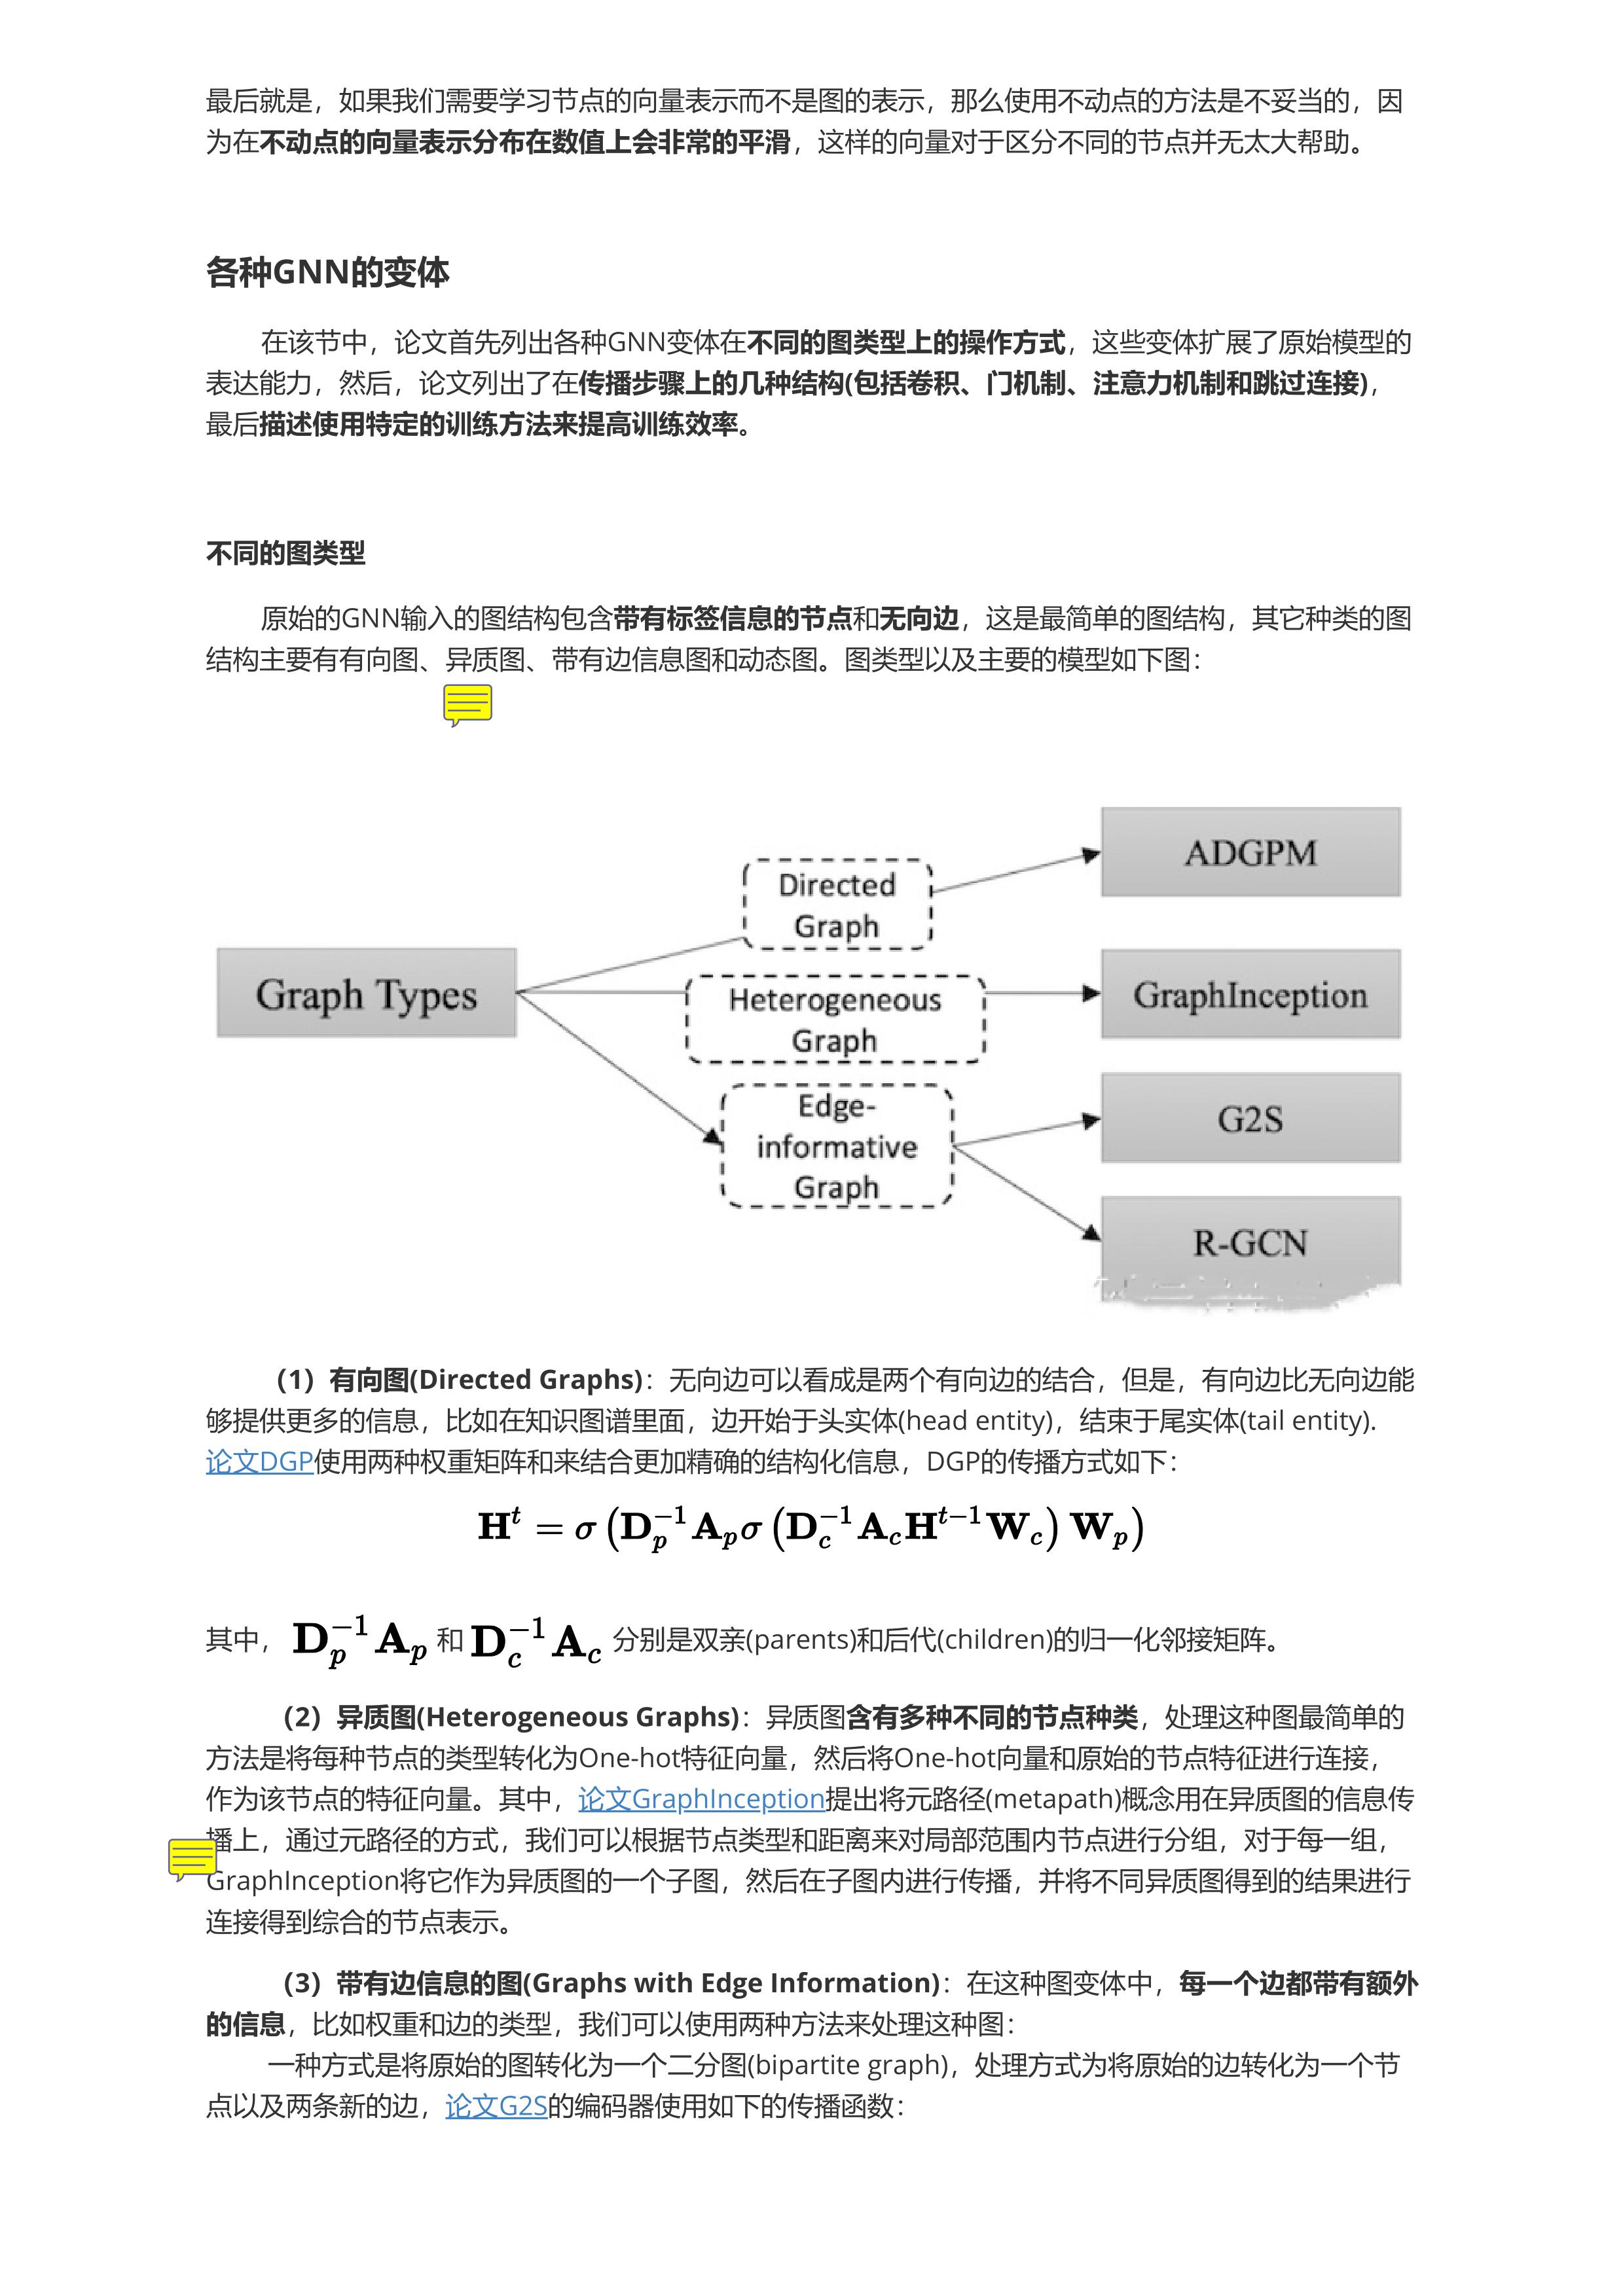 最后就是，如果我们需要学习节点的向量表示而不是图的表示，那么使用不动点的方法是不妥当的，因
为在不动点的向量表示分布在数值上会非常的平滑，这样的向量对于区分不同的节点并无太大帮助。
各种GNN的变体
在该节中，论文首先列出各种GNN变体在不同的图类型上的操作方式，这些变体扩展了原始模型的
表达能力，然后，论文列出了在传播步骤上的几种结构(包括卷积、门机制、注意力机制和跳过连接)，
最后描述使用特定的训练方法来提高训练效率。
不同的图类型
原始的GNN输入的图结构包含带有标签信息的节点和无向边，这是最简单的图结构，其它种类的图
结构主要有有向图、异质图、带有边信息图和动态图。图类型以及主要的模型如下图：
Graph Types
Directed
Graph
Heterogeneous
Graph
Edge-
informative
Graph
ADGPM
GraphInception
G2S
R-GCN
（1）有向图(Directed Graphs)：无向边可以看成是两个有向边的结合，但是，有向边比无向边能
够提供更多的信息，比如在知识图谱里面，边开始于头实体(head entity)，结束于尾实体(tail entity).
论文DGP使用两种权重矩阵和来结合更加精确的结构化信息，DGP的传播方式如下：
$\mathbf{H}^t = \sigma\left(\mathbf{D}_p^{-1}\mathbf{A}_p\sigma\left(\mathbf{D}_c^{-1}\mathbf{A}_c\mathbf{H}^{t-1}\mathbf{W}_c\right)\mathbf{W}_p\right)$
其中， $\mathbf{D}_p^{-1}\mathbf{A}_p$ 和 $\mathbf{D}_c^{-1}\mathbf{A}_c$ 分别是双亲(parents)和后代(children)的归一化邻接矩阵。
（2）异质图(Heterogeneous Graphs)：异质图含有多种不同的节点种类，处理这种图最简单的
方法是将每种节点的类型转化为One-hot特征向量，然后将One-hot向量和原始的节点特征进行连接，
作为该节点的特征向量。其中，论文GraphInception提出将元路径(metapath)概念用在异质图的信息传
播上，通过元路径的方式，我们可以根据节点类型和距离来对局部范围内节点进行分组，对于每一组，
GraphInception将它作为异质图的一个子图，然后在子图内进行传播，并将不同异质图得到的结果进行
连接得到综合的节点表示。
（3）带有边信息的图(Graphs with Edge Information)：在这种图变体中，每一个边都带有额外
的信息，比如权重和边的类型，我们可以使用两种方法来处理这种图：
一种方式是将原始的图转化为一个二分图(bipartite graph)，处理方式为将原始的边转化为一个节
点以及两条新的边，论文G2S的编码器使用如下的传播函数：